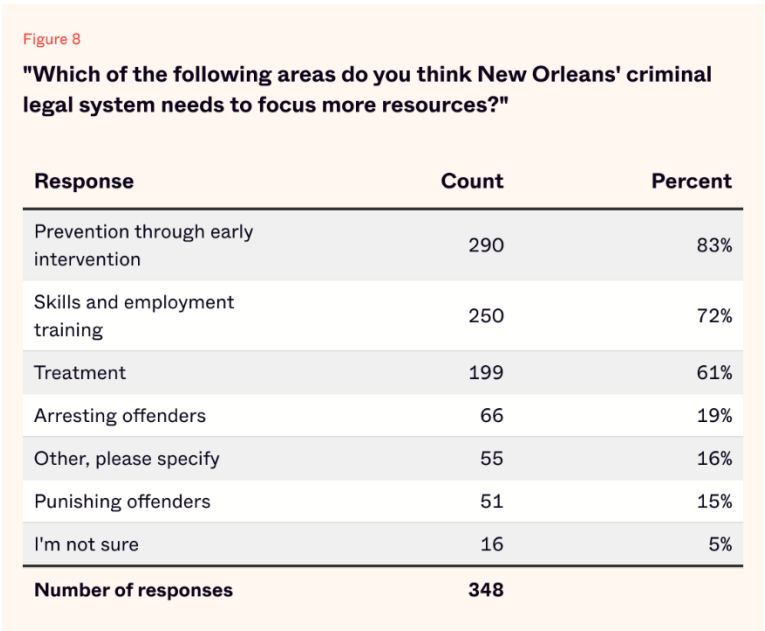 Figure 8
"Which of the following areas do you think New Orleans' criminal
legal system needs to focus more resources?"
Response Count Percent
Prevention through early
intervention 290 83%
Skills and employment
training 250 72%
Treatment 199 61%
Arresting offenders 66 19%
Other, please specify 55 16%
Punishing offenders 51 15%
I'm not sure 16 5%
Number of responses 348